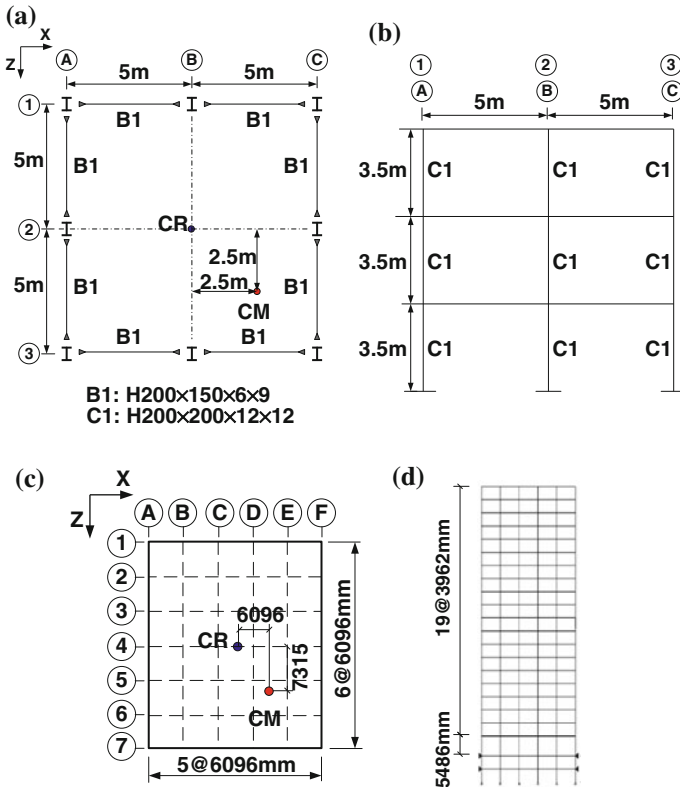 (a)
X
Z
A
B
C
5m
5m
1
B1
B1
5m
B1
B1
CR
2
2.5m
2.5m
5m
B1
B1
CM
B1
B1
3
B1: H200×150×6×9
C1: H200×200×12×12
(b)
1
2
3
A
B
C
5m
5m
3.5m
C1
C1
C1
3.5m
C1
C1
C1
3.5m
C1
C1
C1
(c)
X
Z
A
B
C
D
E
F
1
2
3
6096
4
CR
7315
5
CM
6
7
6@6096mm
5@6096mm
(d)
19@3962mm
5486mm